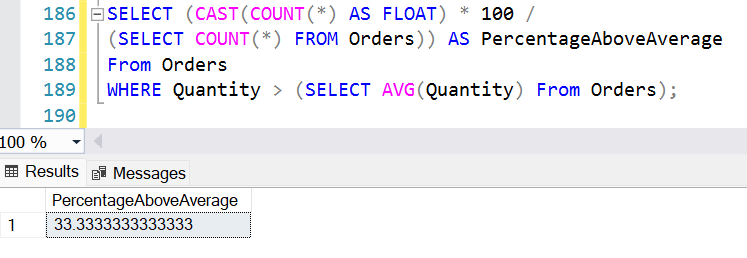 186 SELECT (CAST(COUNT(*) AS FLOAT) * 100 /
187 (SELECT COUNT(*) FROM Orders)) AS PercentageAboveAverage
188 From Orders
189 WHERE Quantity > (SELECT AVG(Quantity) From Orders);
190
100 %
Results Messages
PercentageAboveAverage
1 33.3333333333333